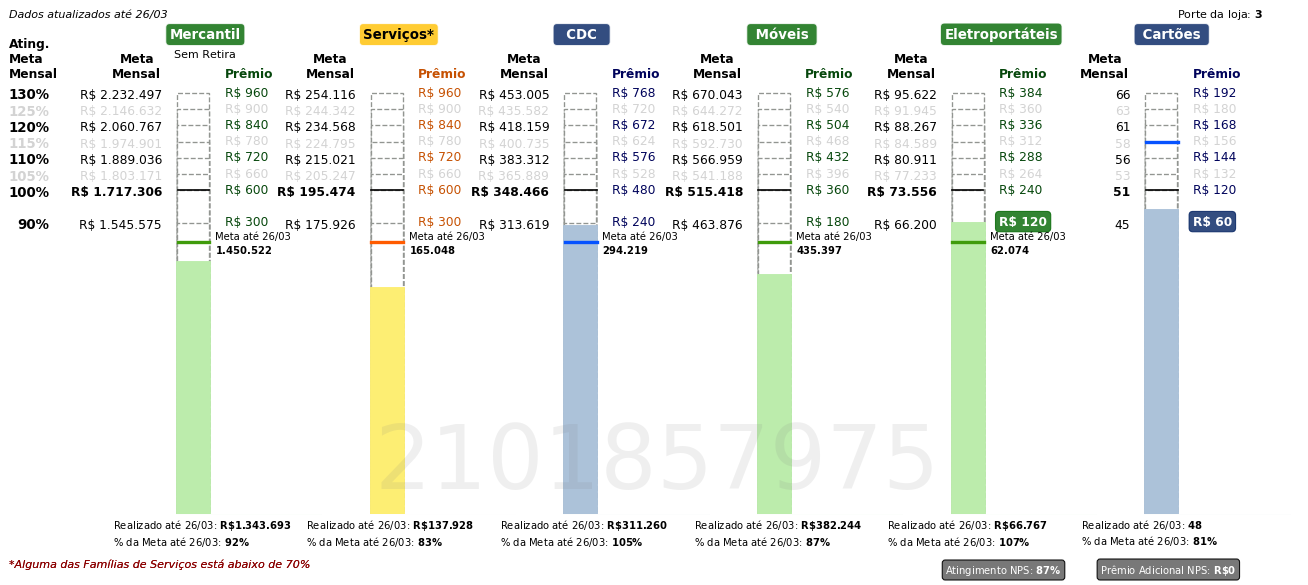 Dados atualizados até 26/03
Porte da loja: 3
Mercantil Serviços* CDC Móveis Eletroportáteis Cartões
Sem Retira
Ating. Meta Mensal
Meta Mensal Prêmio Meta Mensal Prêmio Meta Mensal Prêmio Meta Mensal Prêmio Meta Mensal Prêmio Meta Mensal Prêmio
130% R$ 2.232.497 R$ 960 R$ 254.116 R$ 960 R$ 453.005 R$ 768 R$ 670.043 R$ 576 R$ 95.622 R$ 384 66 R$ 192
125% R$ 2.146.632 R$ 900 R$ 244.342 R$ 900 R$ 435.582 R$ 720 R$ 644.272 R$ 540 R$ 91.945 R$ 360 63 R$ 180
120% R$ 2.060.767 R$ 840 R$ 234.568 R$ 840 R$ 418.159 R$ 672 R$ 618.501 R$ 504 R$ 88.267 R$ 336 61 R$ 168
115% R$ 1.974.901 R$ 780 R$ 224.795 R$ 780 R$ 400.735 R$ 624 R$ 592.730 R$ 468 R$ 84.589 R$ 312 58 R$ 156
110% R$ 1.889.036 R$ 720 R$ 215.021 R$ 720 R$ 383.312 R$ 576 R$ 566.959 R$ 432 R$ 80.911 R$ 288 56 R$ 144
105% R$ 1.803.171 R$ 660 R$ 205.247 R$ 660 R$ 365.889 R$ 528 R$ 541.188 R$ 396 R$ 77.233 R$ 264 53 R$ 132
100% R$ 1.717.306 R$ 600 R$ 195.474 R$ 600 R$ 348.466 R$ 480 R$ 515.418 R$ 360 R$ 73.556 R$ 240 51 R$ 120
90% R$ 1.545.575 R$ 300 R$ 175.926 R$ 300 R$ 313.619 R$ 240 R$ 463.876 R$ 180 R$ 66.200 R$ 120 45 R$ 60
Meta até 26/03 Meta até 26/03 Meta até 26/03 Meta até 26/03 Meta até 26/03
1.450.522 165.048 294.219 435.397 62.074
2101857975
Realizado até 26/03: R$1.343.693 Realizado até 26/03: R$137.928 Realizado até 26/03: R$311.260 Realizado até 26/03: R$382.244 Realizado até 26/03: R$66.767 Realizado até 26/03: 48
% da Meta até 26/03: 92% % da Meta até 26/03: 83% % da Meta até 26/03: 105% % da Meta até 26/03: 87% % da Meta até 26/03: 107% % da Meta até 26/03: 81%
*Alguma das Famílias de Serviços está abaixo de 70%
Atingimento NPS: 87% Prêmio Adicional NPS: R$0